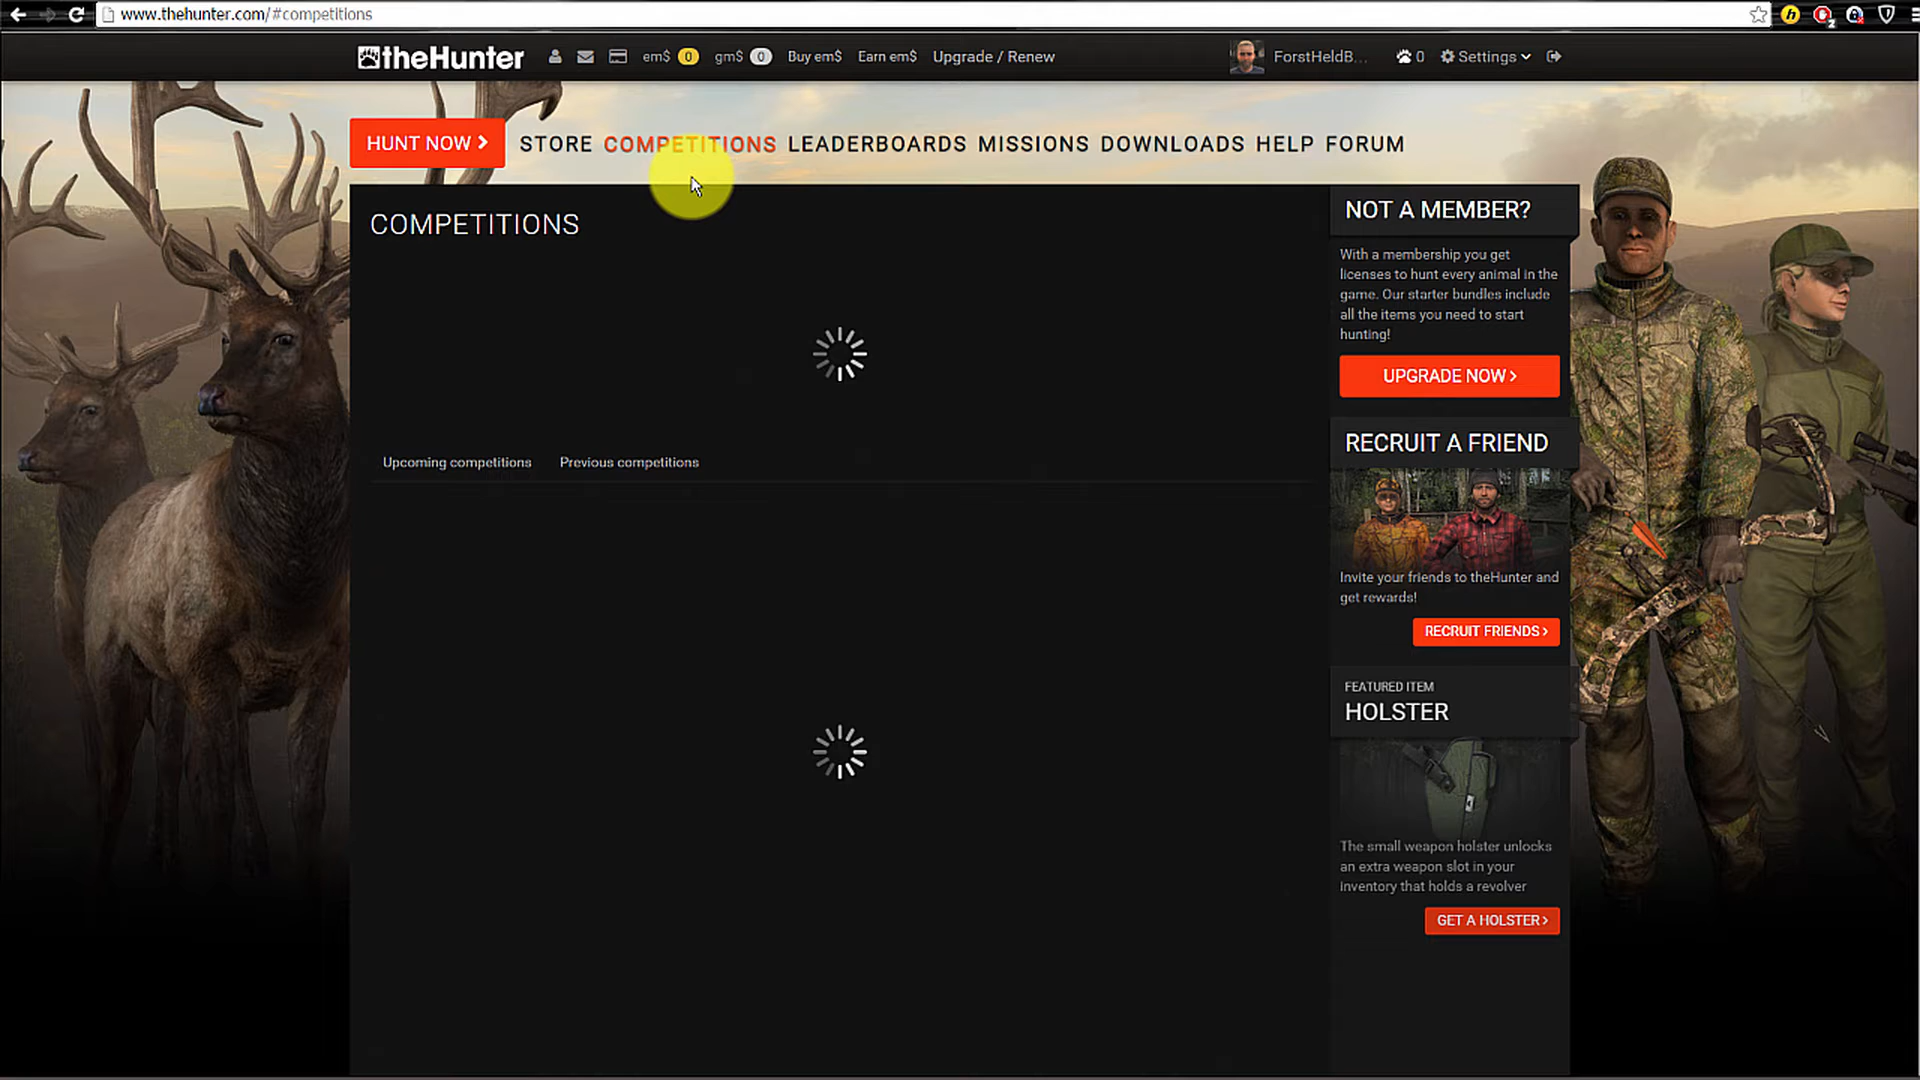 www.thehunter.com/#competitions
theHunter em$ 0 gm$ 0 Buy em$ Earn em$ Upgrade / Renew ForstHeldB... 0 Settings
HUNT NOW STORE COMPETITIONS LEADERBOARDS MISSIONS DOWNLOADS HELP FORUM
COMPETITIONS
Upcoming competitions Previous competitions
NOT A MEMBER?
With a membership you get
licenses to hunt every animal in the
game. Our starter bundles include
all the items you need to start
hunting!
UPGRADE NOW
RECRUIT A FRIEND
Invite your friends to theHunter and
get rewards!
RECRUIT FRIENDS
FEATURED ITEM
HOLSTER
The small weapon holster unlocks
an extra weapon slot in your
inventory that holds a revolver
GET A HOLSTER